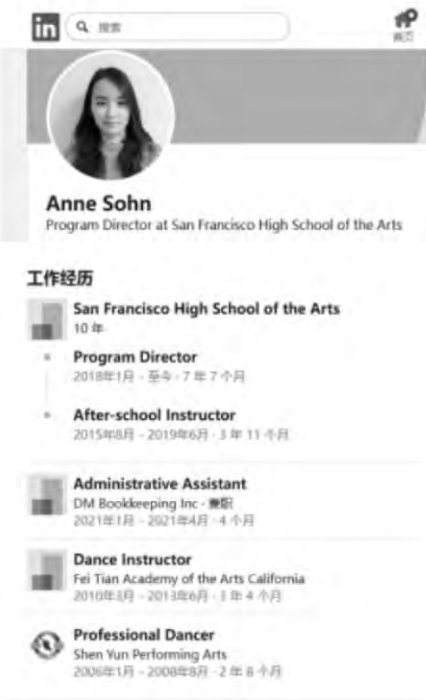 in
搜索
首页
Anne Sohn
Program Director at San Francisco High School of the Arts
工作经历
San Francisco High School of the Arts
10 年
Program Director
2018年1月 - 至今 · 7 年 7 个月
After-school Instructor
2015年8月 - 2019年6月 · 3 年 11 个月
Administrative Assistant
DM Bookkeeping Inc · 兼职
2021年1月 - 2021年4月 · 4 个月
Dance Instructor
Fei Tian Academy of the Arts California
2010年3月 - 2013年6月 · 3 年 4 个月
Professional Dancer
Shen Yun Performing Arts
2006年1月 - 2008年8月 · 2 年 8 个月